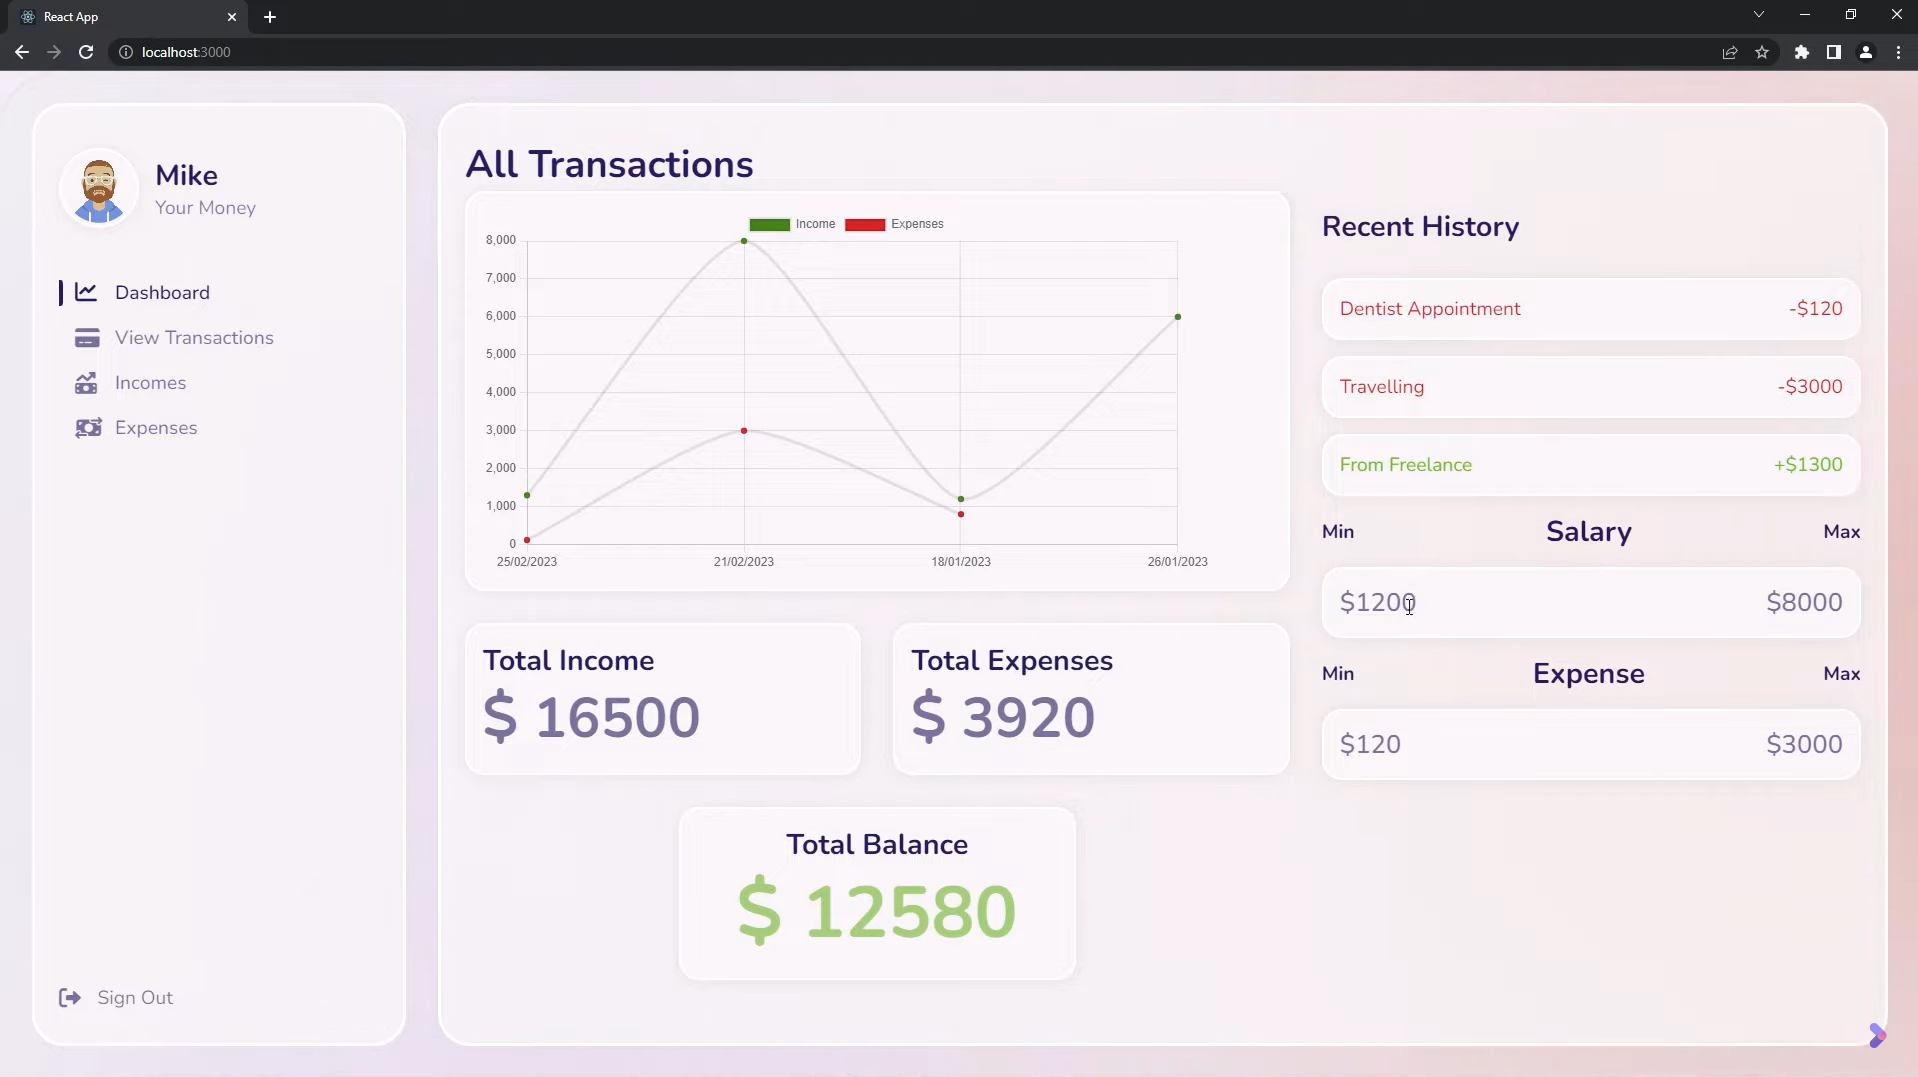 React App
localhost:3000
Mike
Your Money
Dashboard
View Transactions
Incomes
Expenses
Sign Out
All Transactions
Income
Expenses
8,000
7,000
6,000
5,000
4,000
3,000
2,000
1,000
0
25/02/2023
21/02/2023
18/01/2023
26/01/2023
Total Income
$ 16500
Total Expenses
$ 3920
Total Balance
$ 12580
Recent History
Dentist Appointment -$120
Travelling -$3000
From Freelance +$1300
Min Salary Max
$1200 $8000
Min Expense Max
$120 $3000